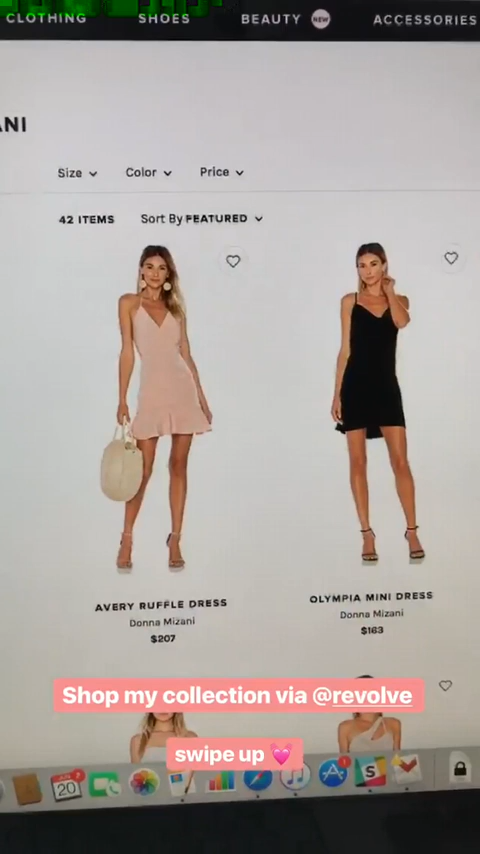 CLOTHING SHOES BEAUTY NEW ACCESSORIES
ANI
Size Color Price
42 ITEMS Sort By FEATURED
AVERY RUFFLE DRESS
Donna Mizani
$207
OLYMPIA MINI DRESS
Donna Mizani
$163
Shop my collection via @revolve
swipe up
20